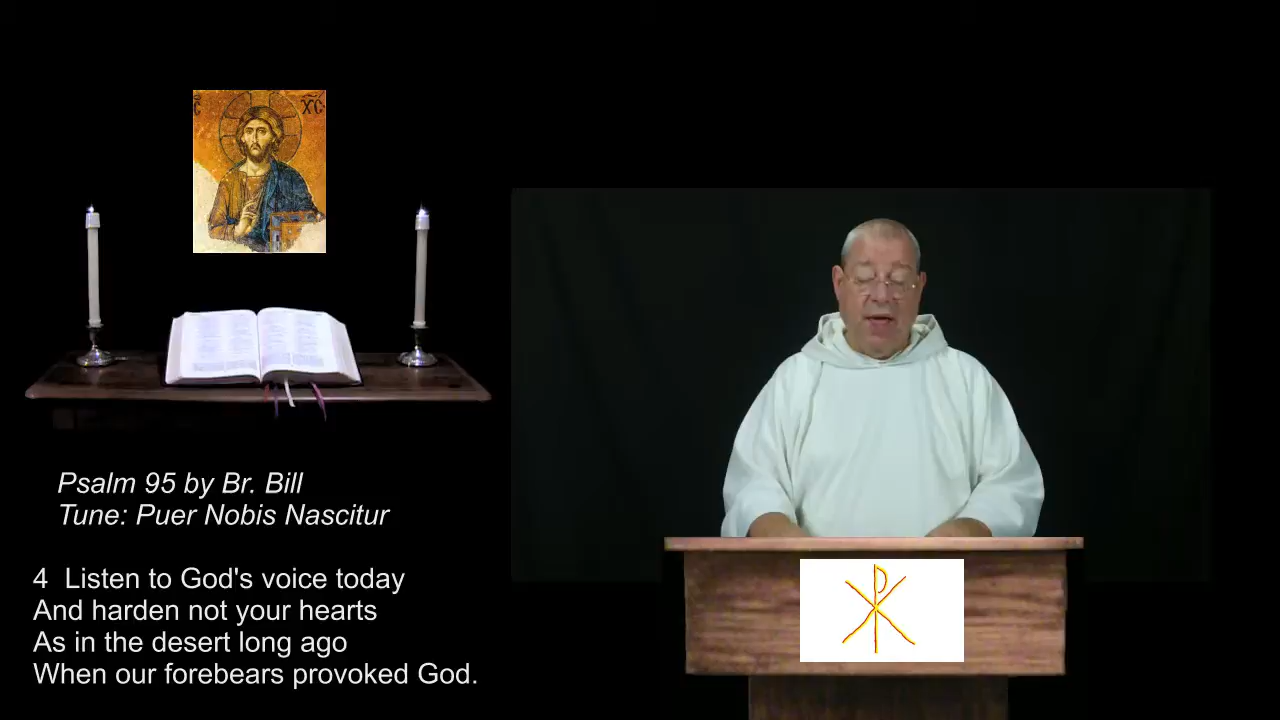 C XC
Psalm 95 by Br. Bill
Tune: Puer Nobis Nascitur
4  Listen to God's voice today
And harden not your hearts
As in the desert long ago
When our forebears provoked God.